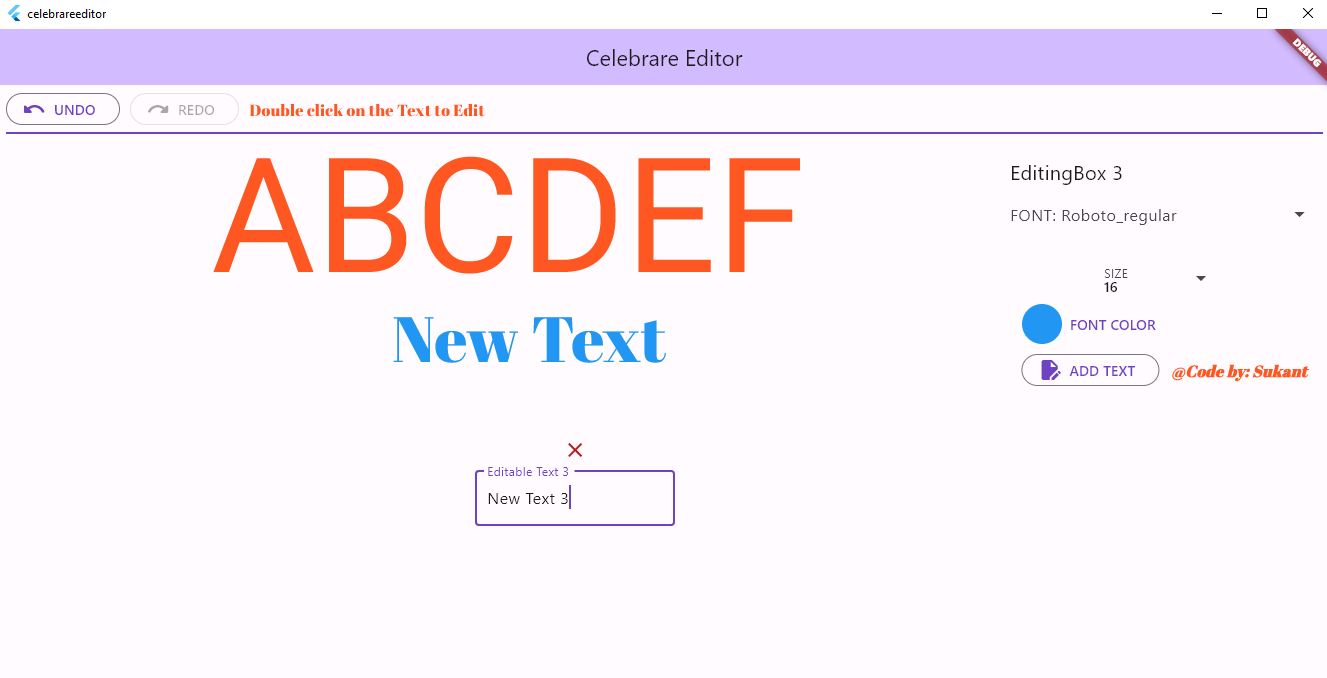 celebrareeditor
Celebrare Editor
DEBUG
UNDO
REDO
Double click on the Text to Edit
ABCDEF
EditingBox 3
FONT: Roboto_regular
SIZE
16
New Text
FONT COLOR
ADD TEXT
@Code by: Sukant
Editable Text 3
New Text 3